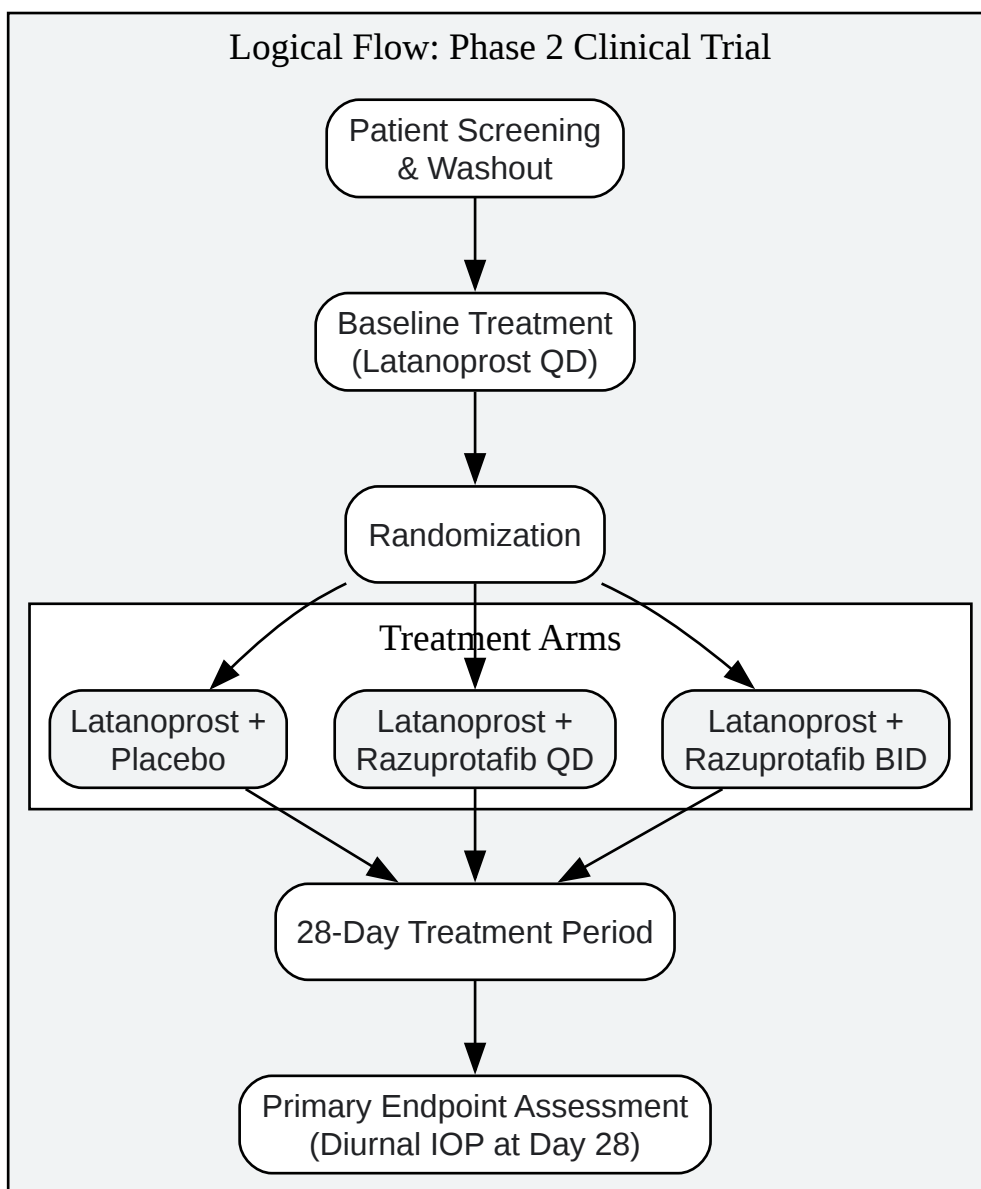 Logical Flow: Phase 2 Clinical Trial
Patient Screening
& Washout
Baseline Treatment
(Latanoprost QD)
Randomization
Treatment Arms
Latanoprost +
Placebo
Latanoprost +
Razuprotafib QD
Latanoprost +
Razuprotafib BID
28-Day Treatment Period
Primary Endpoint Assessment
(Diurnal IOP at Day 28)